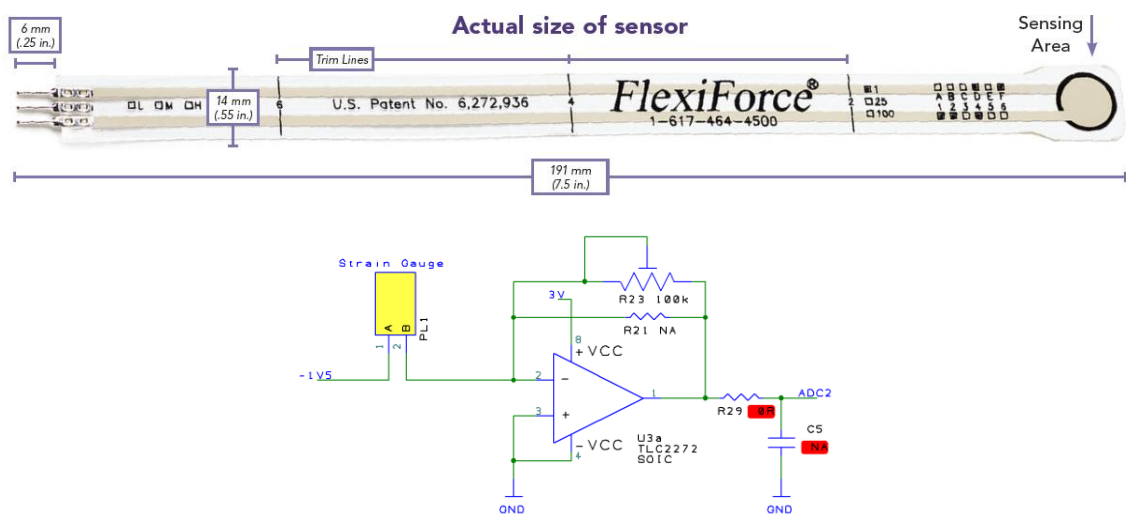 Actual size of sensor
6 mm
(.25 in.)
Sensing
Area
Trim Lines
14 mm
(.55 in.)
L M H
6
U.S. Patent No. 6,272,936
4
FlexiForce®
1-617-464-4500
2
1
25
100
A B C D E F
1 2 3 4 5 6
191 mm
(7.5 in.)
Strain Gauge
A B
PL1
1 2
-1V5
3V
R23 100k
R21 NA
8
+VCC
2
-
3
+
1
-VCC
4
U3a
TLC2272
SOIC
R29 0R
ADC2
C5
NA
GND
GND